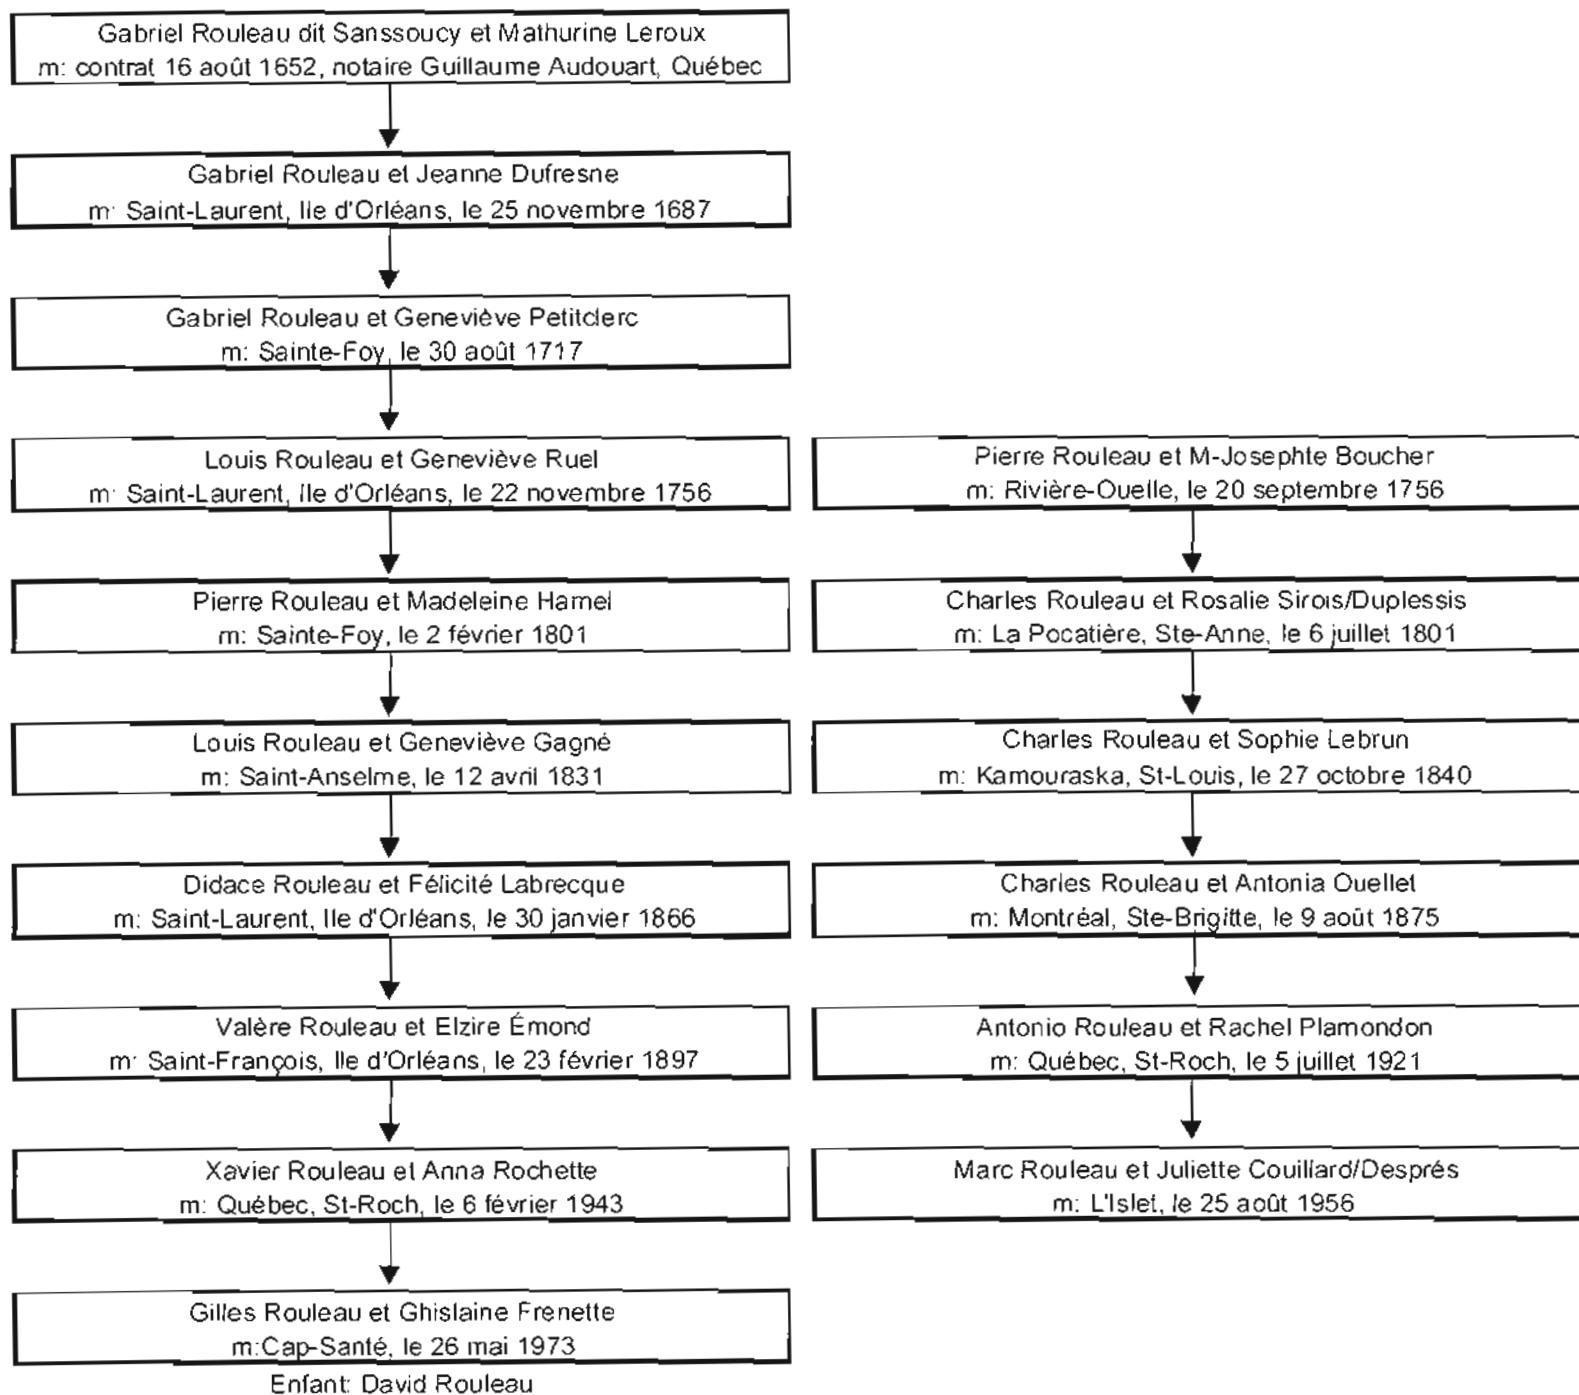 Gabriel Rouleau dit Sanssoucy et Mathurine Leroux
m: contrat 16 août 1652, notaire Guillaume Audouart, Québec
Gabriel Rouleau et Jeanne Dufresne
m: Saint-Laurent, Ile d'Orléans, le 25 novembre 1687
Gabriel Rouleau et Geneviève Petitclerc
m: Sainte-Foy, le 30 août 1717
Louis Rouleau et Geneviève Ruel
m: Saint-Laurent, Ile d'Orléans, le 22 novembre 1756
Pierre Rouleau et Madeleine Hamel
m: Sainte-Foy, le 2 février 1801
Louis Rouleau et Geneviève Gagné
m: Saint-Anselme, le 12 avril 1831
Didace Rouleau et Félicité Labrecque
m: Saint-Laurent, Ile d'Orléans, le 30 janvier 1866
Valère Rouleau et Elzire Émond
m: Saint-François, Ile d'Orléans, le 23 février 1897
Xavier Rouleau et Anna Rochette
m: Québec, St-Roch, le 6 février 1943
Gilles Rouleau et Ghislaine Frenette
m:Cap-Santé, le 26 mai 1973
Enfant: David Rouleau
Pierre Rouleau et M-Josephte Boucher
m: Rivière-Ouelle, le 20 septembre 1756
Charles Rouleau et Rosalie Sirois/Duplessis
m: La Pocatière, Ste-Anne, le 6 juillet 1801
Charles Rouleau et Sophie Lebrun
m: Kamouraska, St-Louis, le 27 octobre 1840
Charles Rouleau et Antonia Ouellet
m: Montréal, Ste-Brigitte, le 9 août 1875
Antonio Rouleau et Rachel Plamondon
m: Québec, St-Roch, le 5 juillet 1921
Marc Rouleau et Juliette Couillard/Després
m: L'Islet, le 25 août 1956